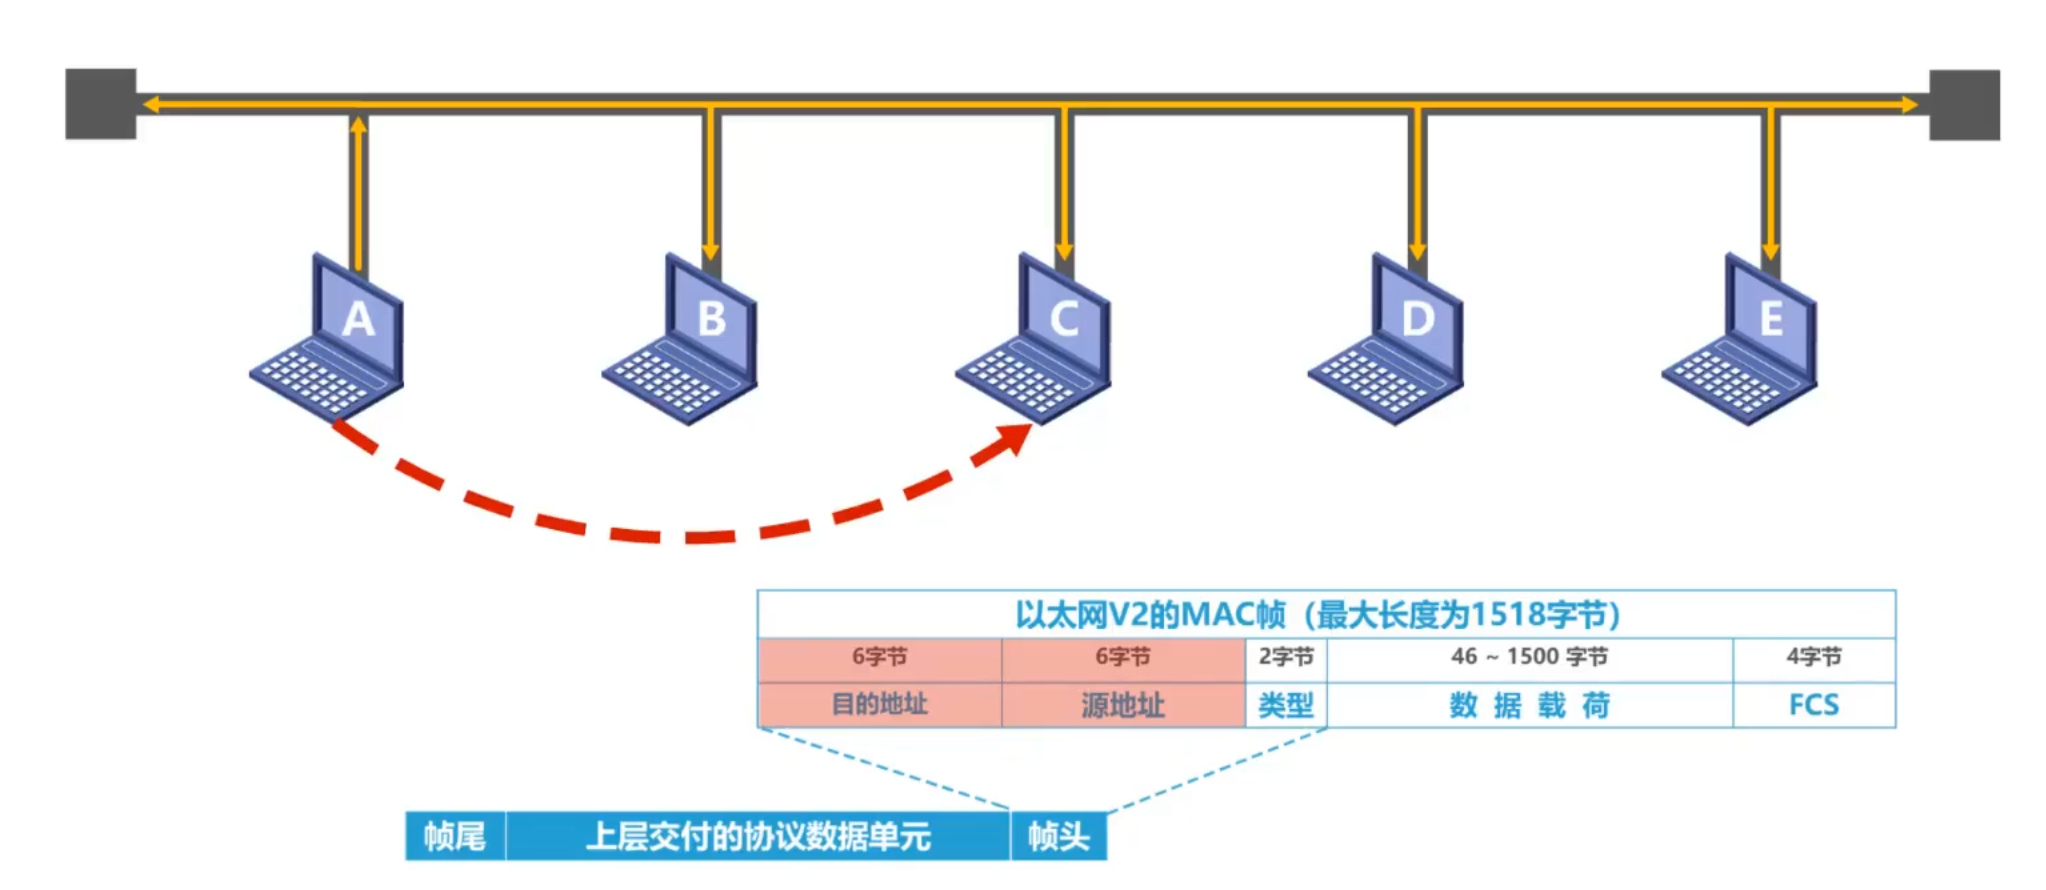 A
B
C
D
E
以太网V2的MAC帧（最大长度为1518字节）
6字节 6字节 2字节 46 ~ 1500 字节 4字节
目的地址 源地址 类型 数 据 载 荷 FCS
帧尾 上层交付的协议数据单元 帧头